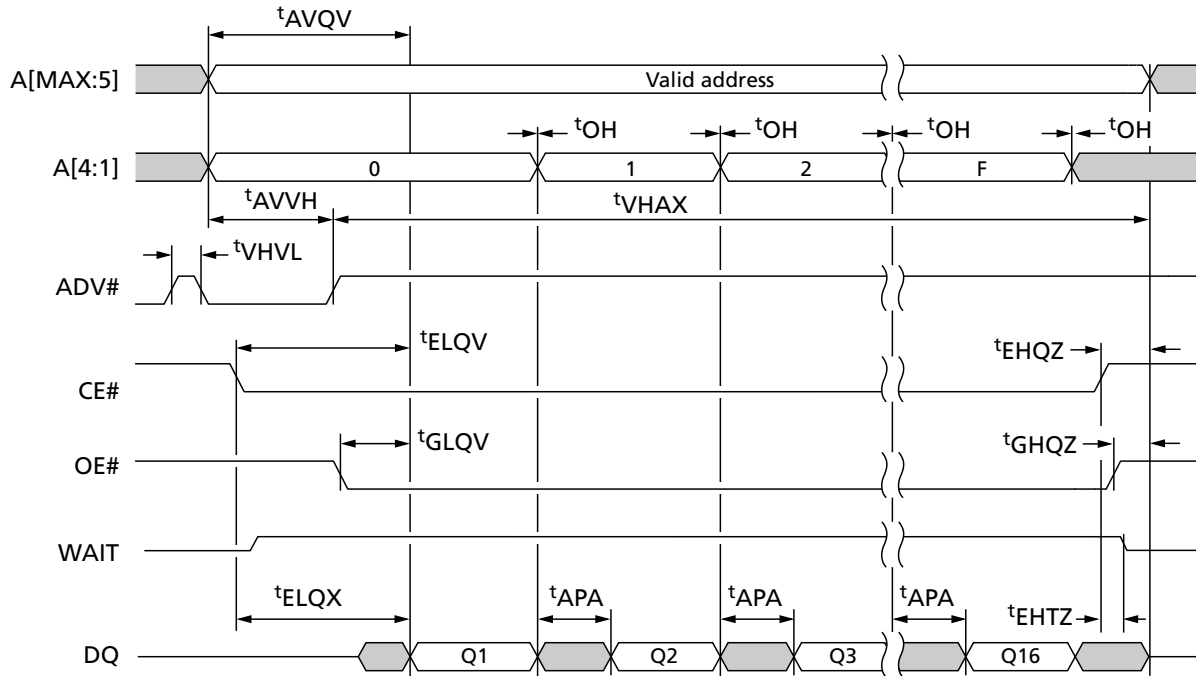 tAVQV
A[MAX:5] Valid address
tOH tOH tOH tOH
A[4:1] 0 1 2 F
tAVVH tVHAX
tVHVL
ADV#
tELQV tEHQZ
CE#
tGLQV tGHQZ
OE#
WAIT
tELQX tAPA tAPA tAPA tEHTZ
DQ Q1 Q2 Q3 Q16